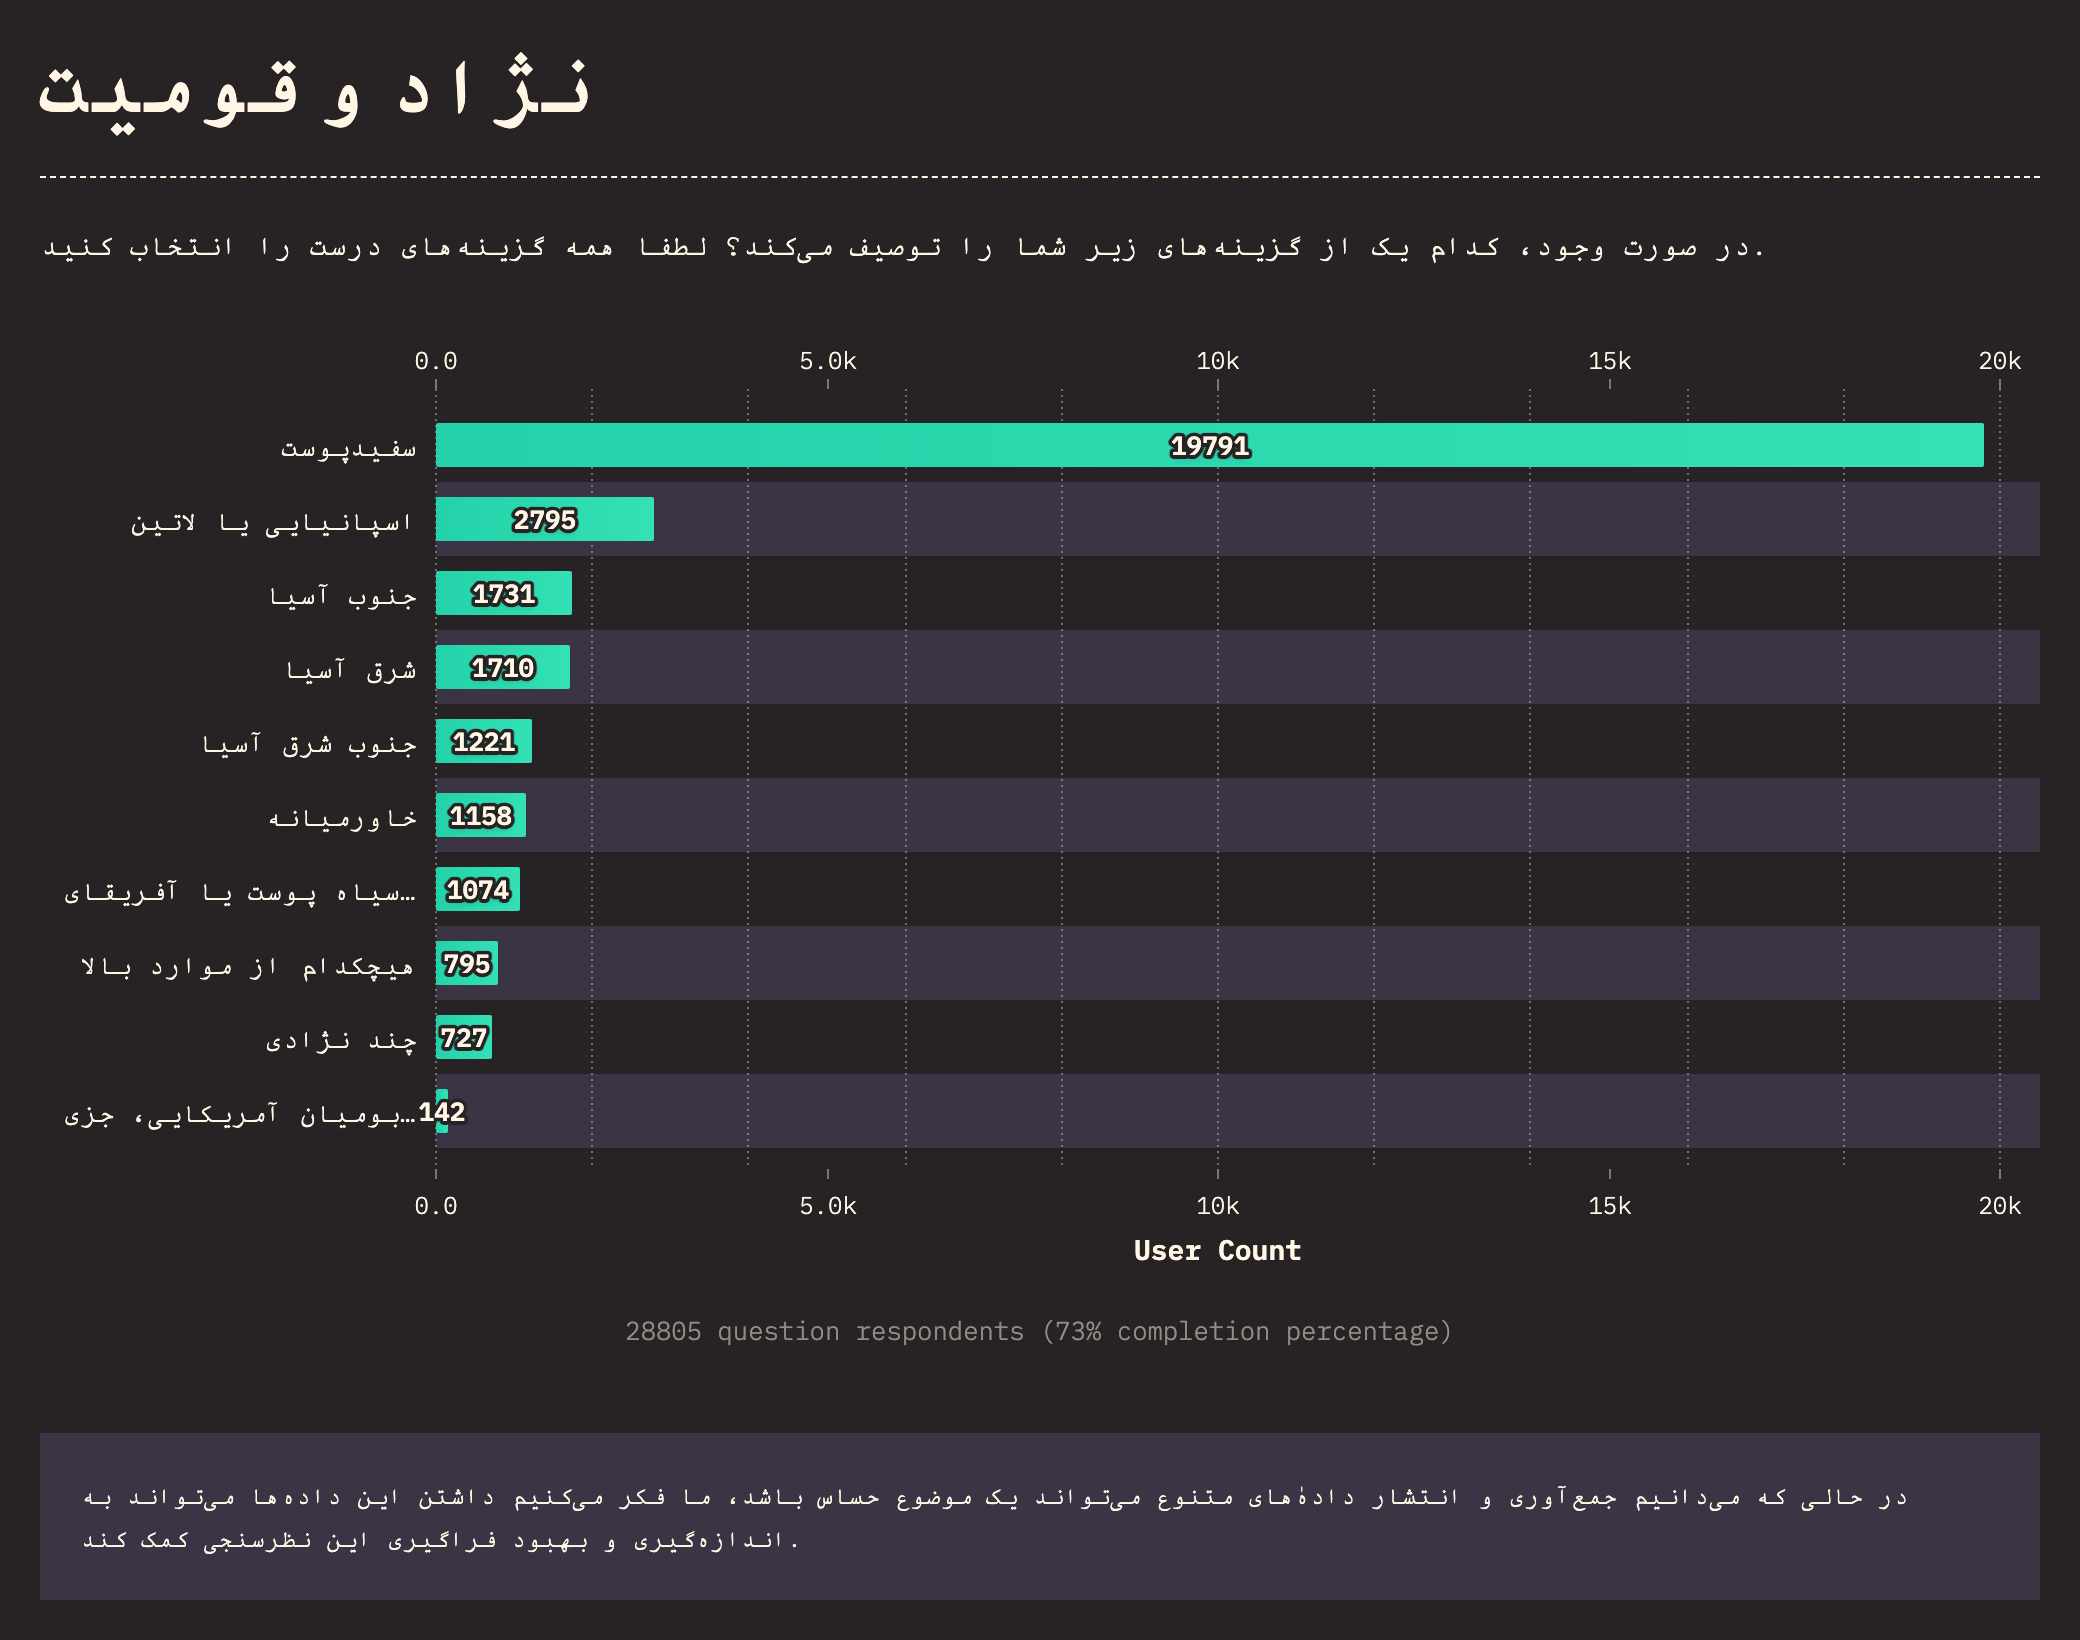 نژاد و قومیت
در صورت وجود، کدام یک از گزینه‌های زیر شما را توصیف می‌کند؟ لطفا همه گزینه‌های درست را انتخاب کنید.
0.0 5.0k 10k 15k 20k
سفیدپوست 19791
اسپانیایی یا لاتین 2795
جنوب آسیا 1731
شرق آسیا 1710
جنوب شرق آسیا 1221
خاورمیانه 1158
سیاه پوست یا آفریقای… 1074
هیچکدام از موارد بالا 795
چند نژادی 727
بومیان آمریکایی، جزی… 142
0.0 5.0k 10k 15k 20k
User Count
28805 question respondents (73% completion percentage)
در حالی که می‌دانیم جمع‌آوری و انتشار دادهٔ‌های متنوع می‌تواند یک موضوع حساس باشد، ما فکر می‌کنیم داشتن این داده‌ها می‌تواند به
اندازه‌گیری و بهبود فراگیری این نظرسنجی کمک کند.